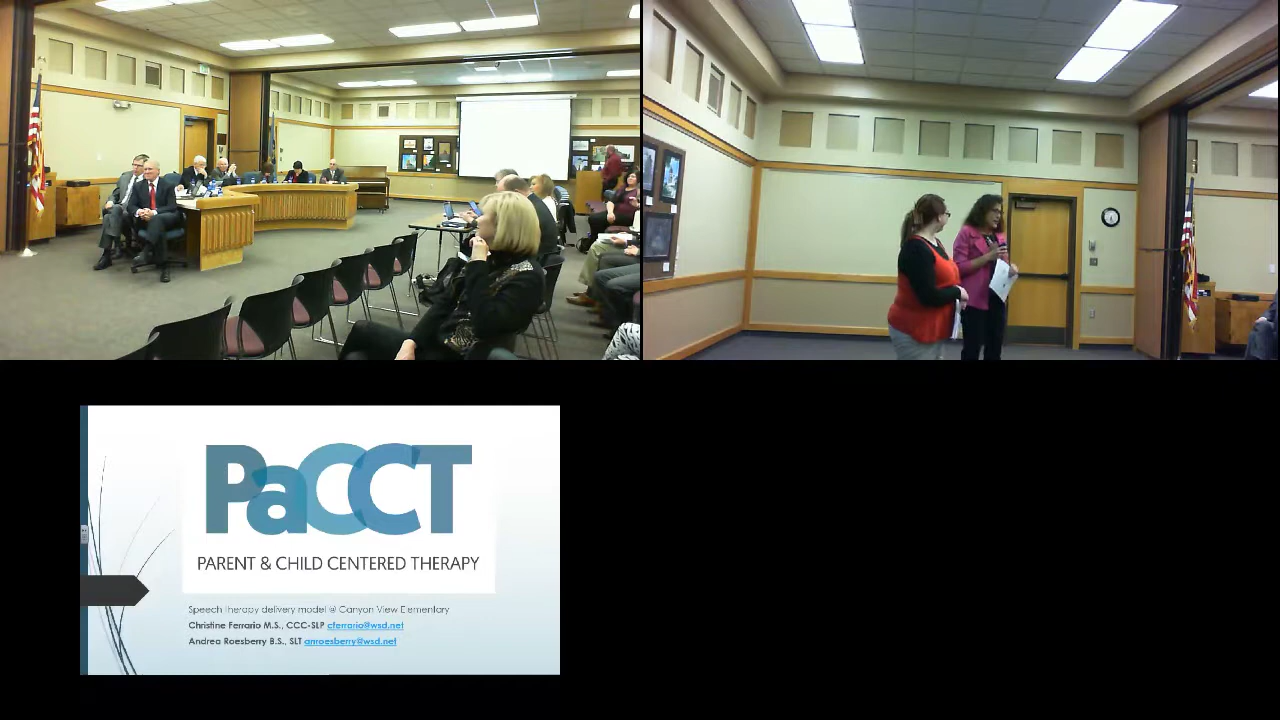 PaCCT
PARENT & CHILD CENTERED THERAPY
Speech therapy delivery model @ Canyon View Elementary
Christine Ferrario M.S., CCC-SLP cferrario@wsd.net
Andrea Roesberry B.S., SLT anroesberry@wsd.net